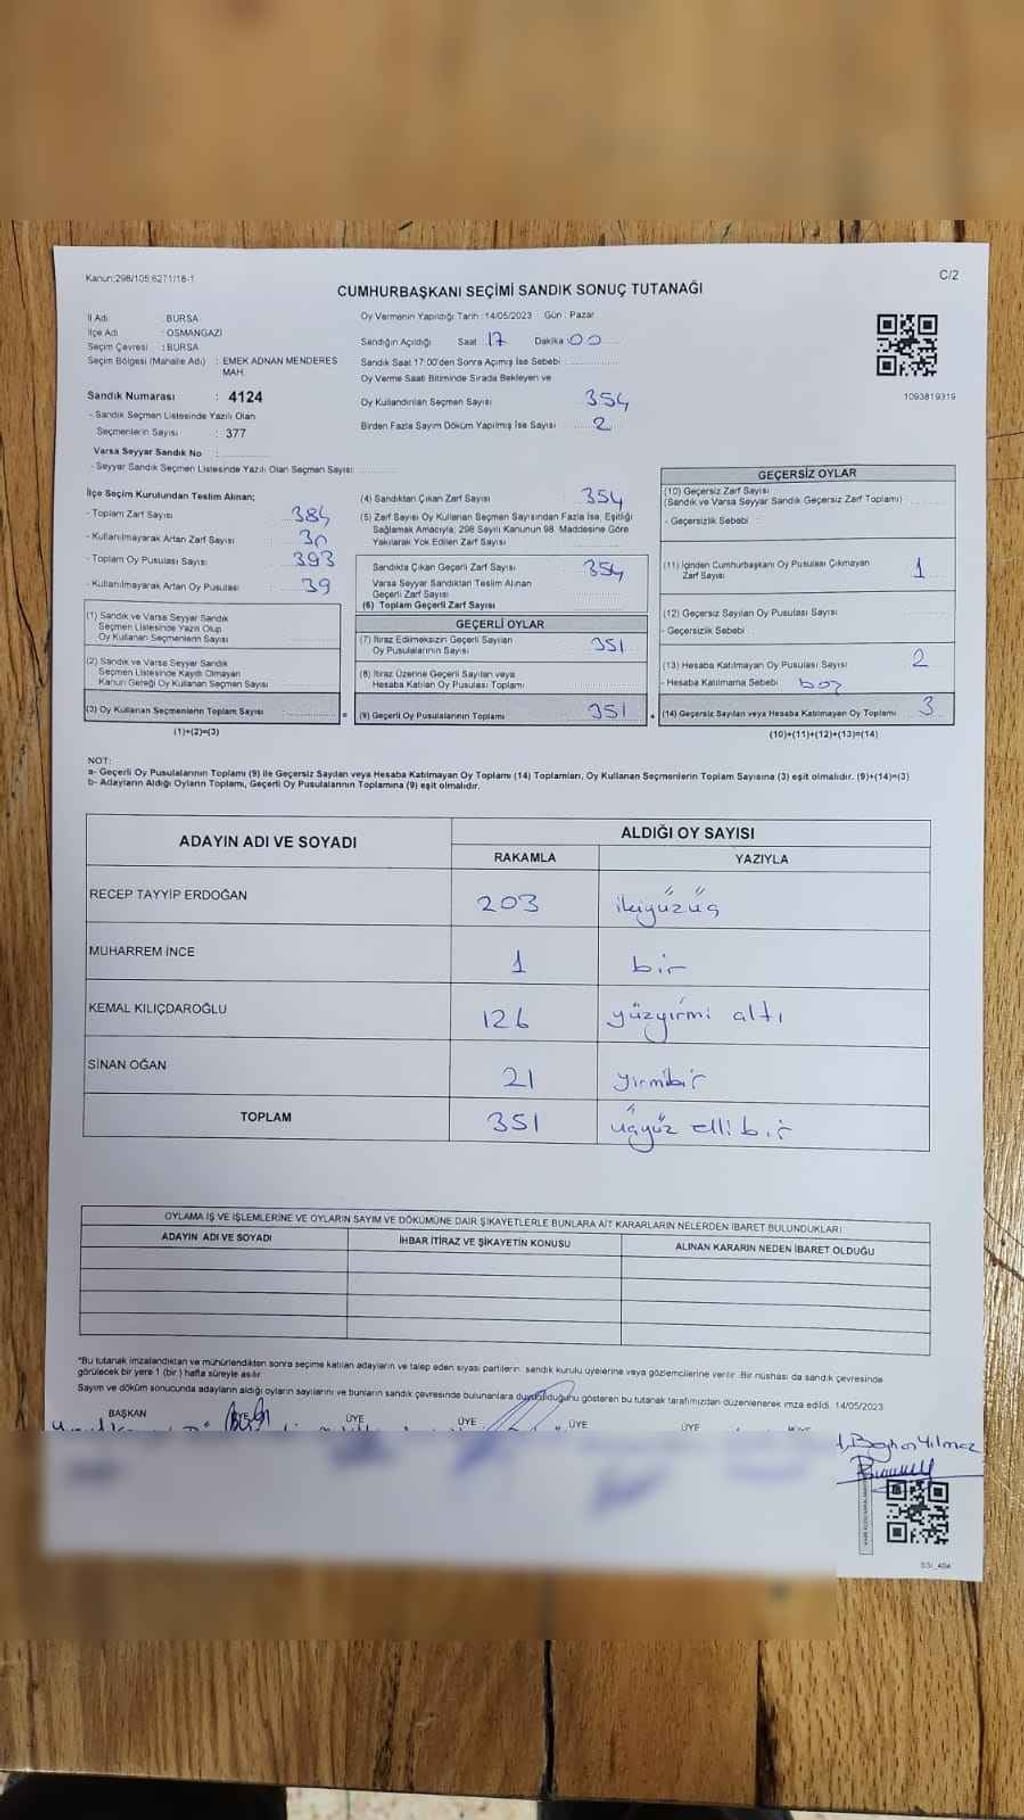 Kanun:298/105;6271/18-1
C/2
CUMHURBAŞKANI SEÇİMİ SANDIK SONUÇ TUTANAĞI
İl Adı : BURSA
İlçe Adı : OSMANGAZİ
Seçim Çevresi : BURSA
Seçim Bölgesi (Mahalle Adı) : EMEK ADNAN MENDERES
MAH.
Sandık Numarası : 4124
- Sandık Seçmen Listesinde Yazılı Olan
Seçmenlerin Sayısı : 377
Varsa Seyyar Sandık No :
- Seyyar Sandık Seçmen Listesinde Yazılı Olan Seçmen Sayısı:
Oy Vermenin Yapıldığı Tarih : 14/05/2023 Gün : Pazar
Sandığın Açıldığı Saat : 17 Dakika : 00
Sandık Saat 17:00'den Sonra Açılmış İse Sebebi :
Oy Verme Saati Bitiminde Sırada Bekleyen ve
Oy Kullandırılan Seçmen Sayısı 354
Birden Fazla Sayım Döküm Yapılmış İse Sayısı 2
1093819319
İlçe Seçim Kurulundan Teslim Alınan;
- Toplam Zarf Sayısı 384
- Kullanılmayarak Artan Zarf Sayısı 30
- Toplam Oy Pusulası Sayısı 393
- Kullanılmayarak Artan Oy Pusulası 39
(1) Sandık ve Varsa Seyyar Sandık
Seçmen Listesinde Yazılı Olup
Oy Kullanan Seçmenlerin Sayısı
(2) Sandık ve Varsa Seyyar Sandık
Seçmen Listesinde Kayıtlı Olmayan
Kanun Gereği Oy Kullanan Seçmen Sayısı
(3) Oy Kullanan Seçmenlerin Toplam Sayısı
(1)+(2)=(3)
(4) Sandıktan Çıkan Zarf Sayısı 354
(5) Zarf Sayısı Oy Kullanan Seçmen Sayısından Fazla İse, Eşitliği
Sağlamak Amacıyla, 298 Sayılı Kanunun 98. Maddesine Göre
Yakılarak Yok Edilen Zarf Sayısı
Sandıkta Çıkan Geçerli Zarf Sayısı 354
Varsa Seyyar Sandıktan Teslim Alınan
Geçerli Zarf Sayısı
(6) Toplam Geçerli Zarf Sayısı
GEÇERLİ OYLAR
(7) İtiraz Edilmeksizin Geçerli Sayılan
Oy Pusulalarının Sayısı 351
(8) İtiraz Üzerine Geçerli Sayılan veya
Hesaba Katılan Oy Pusulası Toplamı
(9) Geçerli Oy Pusulalarının Toplamı 351
GEÇERSİZ OYLAR
(10) Geçersiz Zarf Sayısı
(Sandık ve Varsa Seyyar Sandık Geçersiz Zarf Toplamı)
- Geçersizlik Sebebi :
(11) İçinden Cumhurbaşkanı Oy Pusulası Çıkmayan
Zarf Sayısı 1
(12) Geçersiz Sayılan Oy Pusulası Sayısı
- Geçersizlik Sebebi :
(13) Hesaba Katılmayan Oy Pusulası Sayısı 2
- Hesaba Katılmama Sebebi : boş
(14) Geçersiz Sayılan veya Hesaba Katılmayan Oy Toplamı 3
(10)+(11)+(12)+(13)=(14)
NOT:
a- Geçerli Oy Pusulalarının Toplamı (9) ile Geçersiz Sayılan veya Hesaba Katılmayan Oy Toplamı (14) Toplamları, Oy Kullanan Seçmenlerin Toplam Sayısına (3) eşit olmalıdır. (9)+(14)=(3)
b- Adayların Aldığı Oyların Toplamı, Geçerli Oy Pusulalarının Toplamına (9) eşit olmalıdır.
ADAYIN ADI VE SOYADI
ALDIĞI OY SAYISI
RAKAMLA YAZIYLA
RECEP TAYYİP ERDOĞAN 203 ikiyüzüç
MUHARREM İNCE 1 bir
KEMAL KILIÇDAROĞLU 126 yüzyirmi altı
SİNAN OĞAN 21 yirmibir
TOPLAM 351 üçyüz elli bir
OYLAMA İŞ VE İŞLEMLERİNE VE OYLARIN SAYIM VE DÖKÜMÜNE DAİR ŞİKAYETLERLE BUNLARA AİT KARARLARIN NELERDEN İBARET BULUNDUKLARI
ADAYIN ADI VE SOYADI İHBAR İTİRAZ VE ŞİKAYETİN KONUSU ALINAN KARARIN NEDEN İBARET OLDUĞU
*Bu tutanak imzalandıktan ve mühürlendikten sonra seçime katılan adayların ve talep eden siyasi partilerin; sandık kurulu üyelerine veya gözlemcilerine verilir. Bir nüshası da sandık çevresinde
görülecek bir yere 1 (bir) hafta süreyle asılır.
Sayım ve döküm sonucunda adayların aldığı oyların sayılarını ve bunların sandık çevresinde bulunanlara duyurulduğunu gösteren bu tutanak tarafımızdan düzenlenerek imza edildi. 14/05/2023
BAŞKAN ÜYE ÜYE ÜYE ÜYE ÜYE
Yılmaz